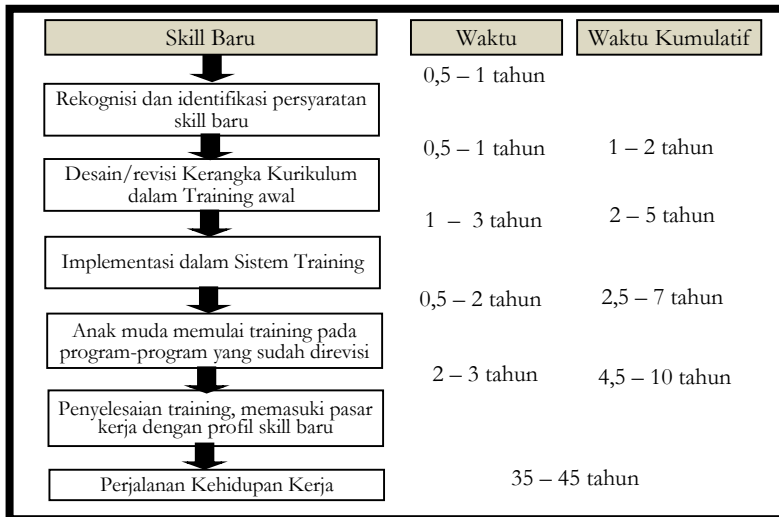 Skill Baru
Waktu
Waktu Kumulatif
0,5 – 1 tahun
Rekognisi dan identifikasi persyaratan
skill baru
0,5 – 1 tahun
1 – 2 tahun
Desain/revisi Kerangka Kurikulum
dalam Training awal
1 – 3 tahun
2 – 5 tahun
Implementasi dalam Sistem Training
0,5 – 2 tahun
2,5 – 7 tahun
Anak muda memulai training pada
program-program yang sudah direvisi
2 – 3 tahun
4,5 – 10 tahun
Penyelesaian training, memasuki pasar
kerja dengan profil skill baru
Perjalanan Kehidupan Kerja
35 – 45 tahun